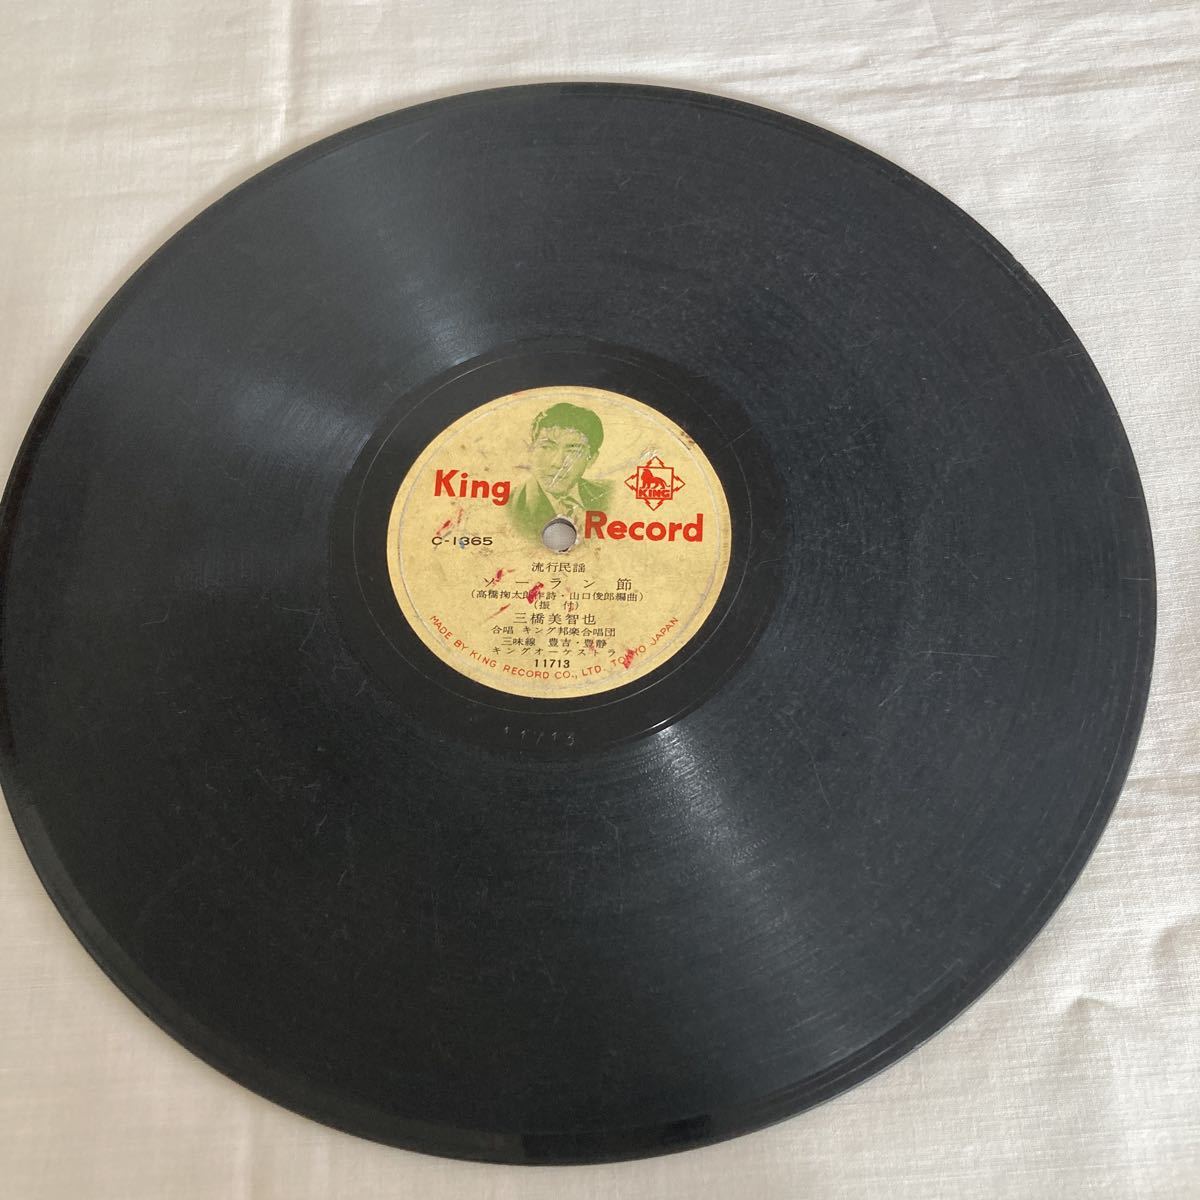 King
KING
Record
C-1365
流行民謡
ソーラン節
(高橋掬太郎作詩・山口俊郎編曲)
(振付)
三橋美智也
合唱 キング邦楽合唱団
三味線 豊吉・豊静
キングオーケストラ
11713
MADE BY KING RECORD CO., LTD. TOKYO JAPAN
11713